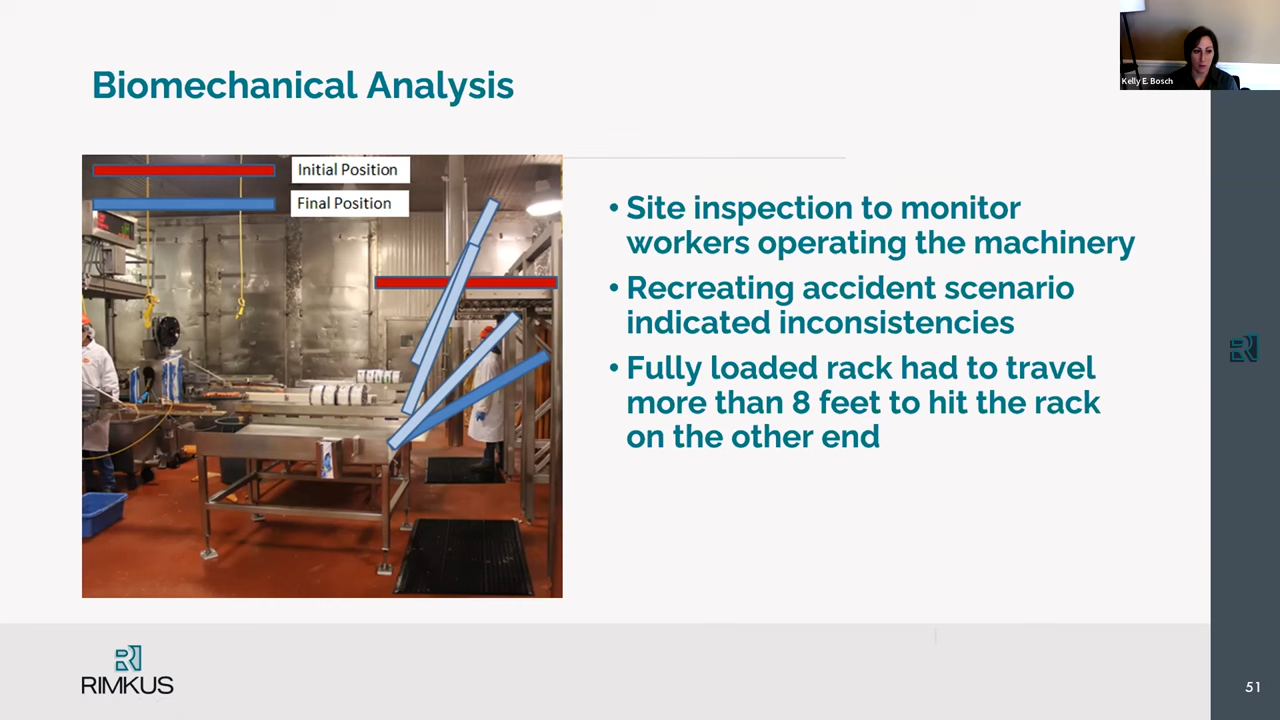 Biomechanical Analysis
Kelly E. Bosch
Initial Position
Final Position
• Site inspection to monitor
workers operating the machinery
• Recreating accident scenario
indicated inconsistencies
• Fully loaded rack had to travel
more than 8 feet to hit the rack
on the other end
RIMKUS
51